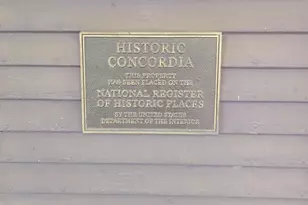 HISTORIC
CONCORDIA
THIS PROPERTY
HAS BEEN PLACED ON THE
NATIONAL REGISTER
OF HISTORIC PLACES
BY THE UNITED STATES
DEPARTMENT OF THE INTERIOR